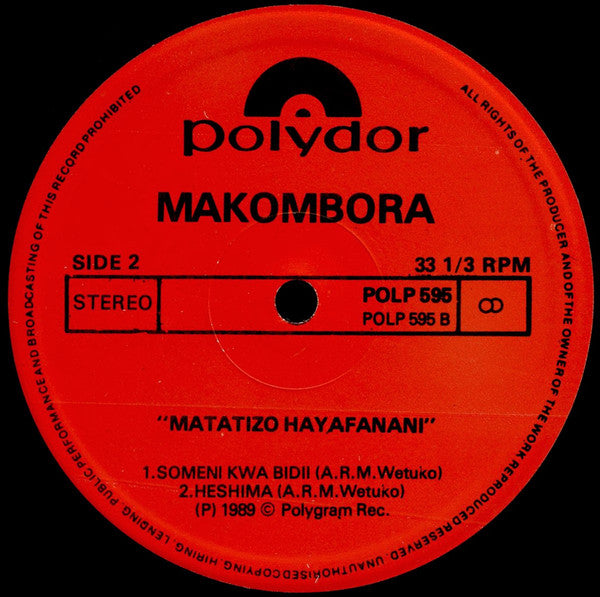 polydor
MAKOMBORA
SIDE 2
33 1/3 RPM
STEREO
POLP 595
POLP 595 B
"MATATIZO HAYAFANANI"
1.SOMENI KWA BIDII (A.R.M.Wetuko)
2.HESHIMA (A.R.M.Wetuko)
(P) 1989 © Polygram Rec.
ALL RIGHTS OF THE PRODUCER AND OF THE OWNER OF THE WORK REPRODUCED RESERVED. UNAUTHORISED COPYING, HIRING, LENDING, PUBLIC PERFORMANCE AND BROADCASTING OF THIS RECORD PROHIBITED